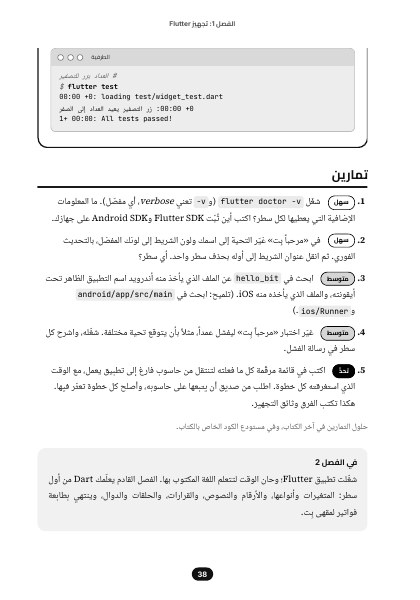 الفصل 1: تجهيز Flutter
الطرفية
# العداد وزر التصفير
$ flutter test
00:00 +0: loading test/widget_test.dart
00:00 +0: زر التصفير يعيد العداد إلى الصفر
00:00 +1: All tests passed!
تمارين
1. سهل شغّل flutter doctor -v (و -v تعني verbose، أي مفصّل). ما المعلومات
الإضافية التي يعطيها لكل سطر؟ اكتب أين ثُبّت Flutter SDK وAndroid SDK على جهازك.
2. سهل في «مرحباً بِت» غيّر التحية إلى اسمك ولون الشريط إلى لونك المفضل، بالتحديث
الفوري. ثم انقل عنوان الشريط إلى أوله بحذف سطر واحد. أي سطر؟
3. متوسط ابحث في hello_bit عن الملف الذي يأخذ منه أندرويد اسم التطبيق الظاهر تحت
أيقونته، والملف الذي يأخذه منه iOS. (تلميح: ابحث في android/app/src/main
و ios/Runner.)
4. متوسط غيّر اختبار «مرحباً بِت» ليفشل عمداً، مثلاً بأن يتوقع تحية مختلفة. شغّله، واشرح كل
سطر في رسالة الفشل.
5. تحدٍّ اكتب في قائمة مرقّمة كل ما فعلته لتنتقل من حاسوب فارغ إلى تطبيق يعمل، مع الوقت
الذي استغرقته كل خطوة. اطلب من صديق أن يتبعها على حاسوبه، وأصلح كل خطوة تعثّر فيها.
هكذا تكتب الفرق وثائق التجهيز.
حلول التمارين في آخر الكتاب، وفي مستودع الكود الخاص بالكتاب.
في الفصل 2
شغّلت تطبيق Flutter؛ وحان الوقت لتتعلم اللغة المكتوب بها. الفصل القادم يعلّمك Dart من أول
سطر: المتغيرات وأنواعها، والأرقام والنصوص، والقرارات، والحلقات والدوال، وينتهي بطابعة
فواتير لمقهى بِت.
38